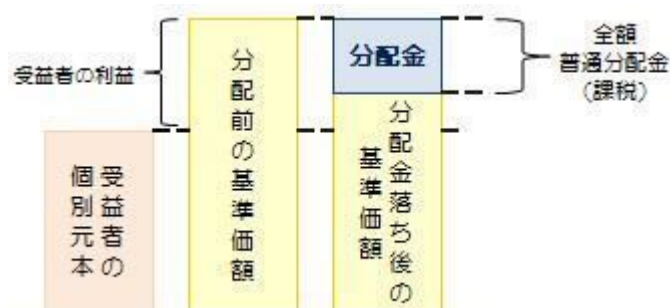 受益者の利益
分配前の基準価額
分配金
全額
普通分配金
(課税)
受益者の
個別元本
分配金落ち後の
基準価額